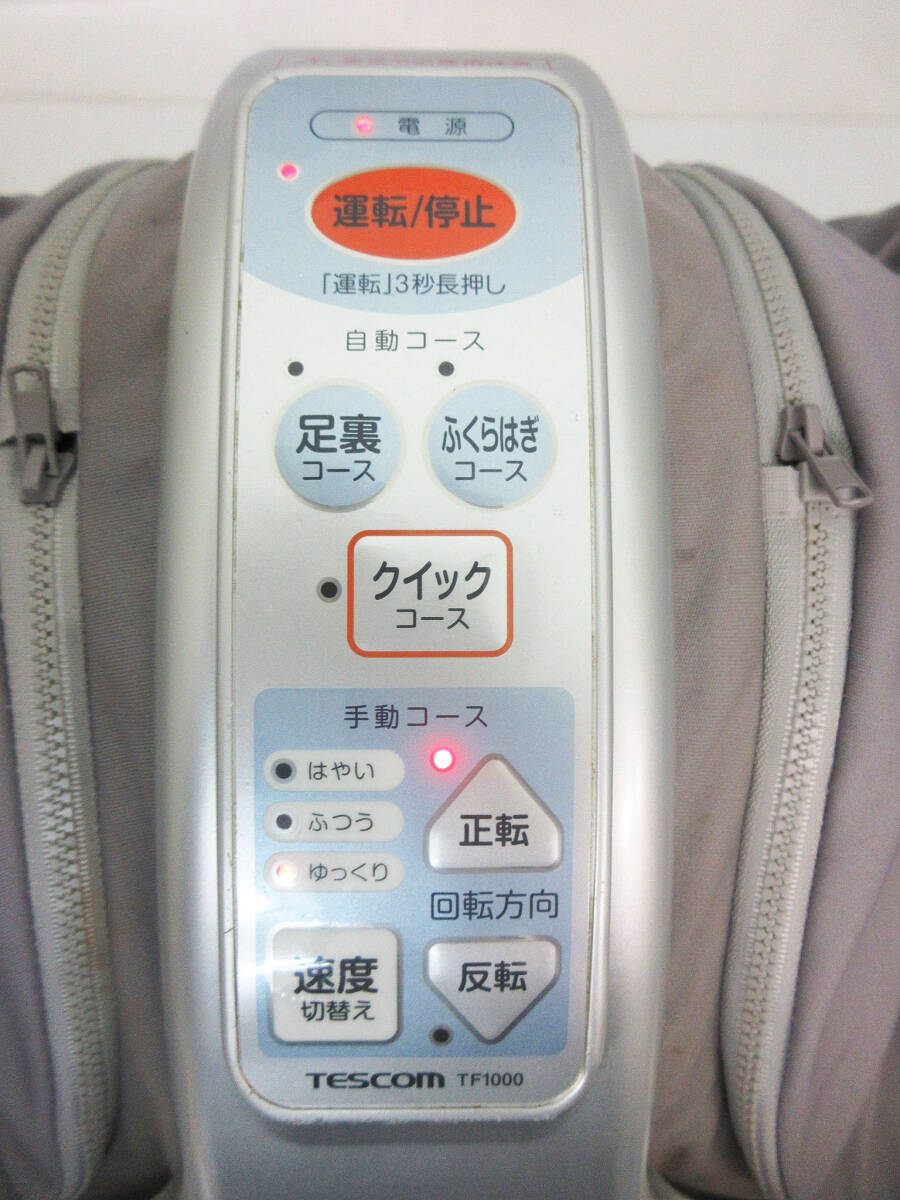 電源
運転/停止
「運転」3秒長押し
自動コース
足裏
コース
ふくらはぎ
コース
クイック
コース
手動コース
はやい
ふつう
ゆっくり
正転
回転方向
速度
切替え
反転
TESCOM TF1000